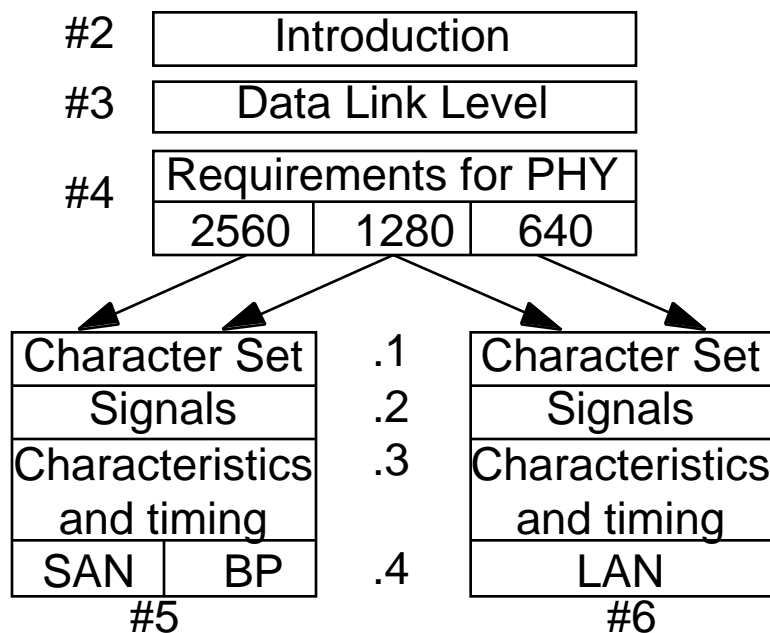 #2 Introduction
#3 Data Link Level
#4 Requirements for PHY
2560 1280 640
Character Set .1 Character Set
Signals .2 Signals
Characteristics .3 Characteristics
and timing and timing
SAN BP .4 LAN
#5 #6